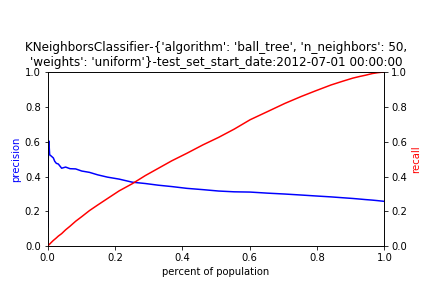 KNeighborsClassifier-{'algorithm': 'ball_tree', 'n_neighbors': 50,
'weights': 'uniform'}-test_set_start_date:2012-07-01 00:00:00
1.0
0.8
0.6
0.4
0.2
0.0
precision
1.0
0.8
0.6
0.4
0.2
0.0
recall
0.0 0.2 0.4 0.6 0.8 1.0
percent of population